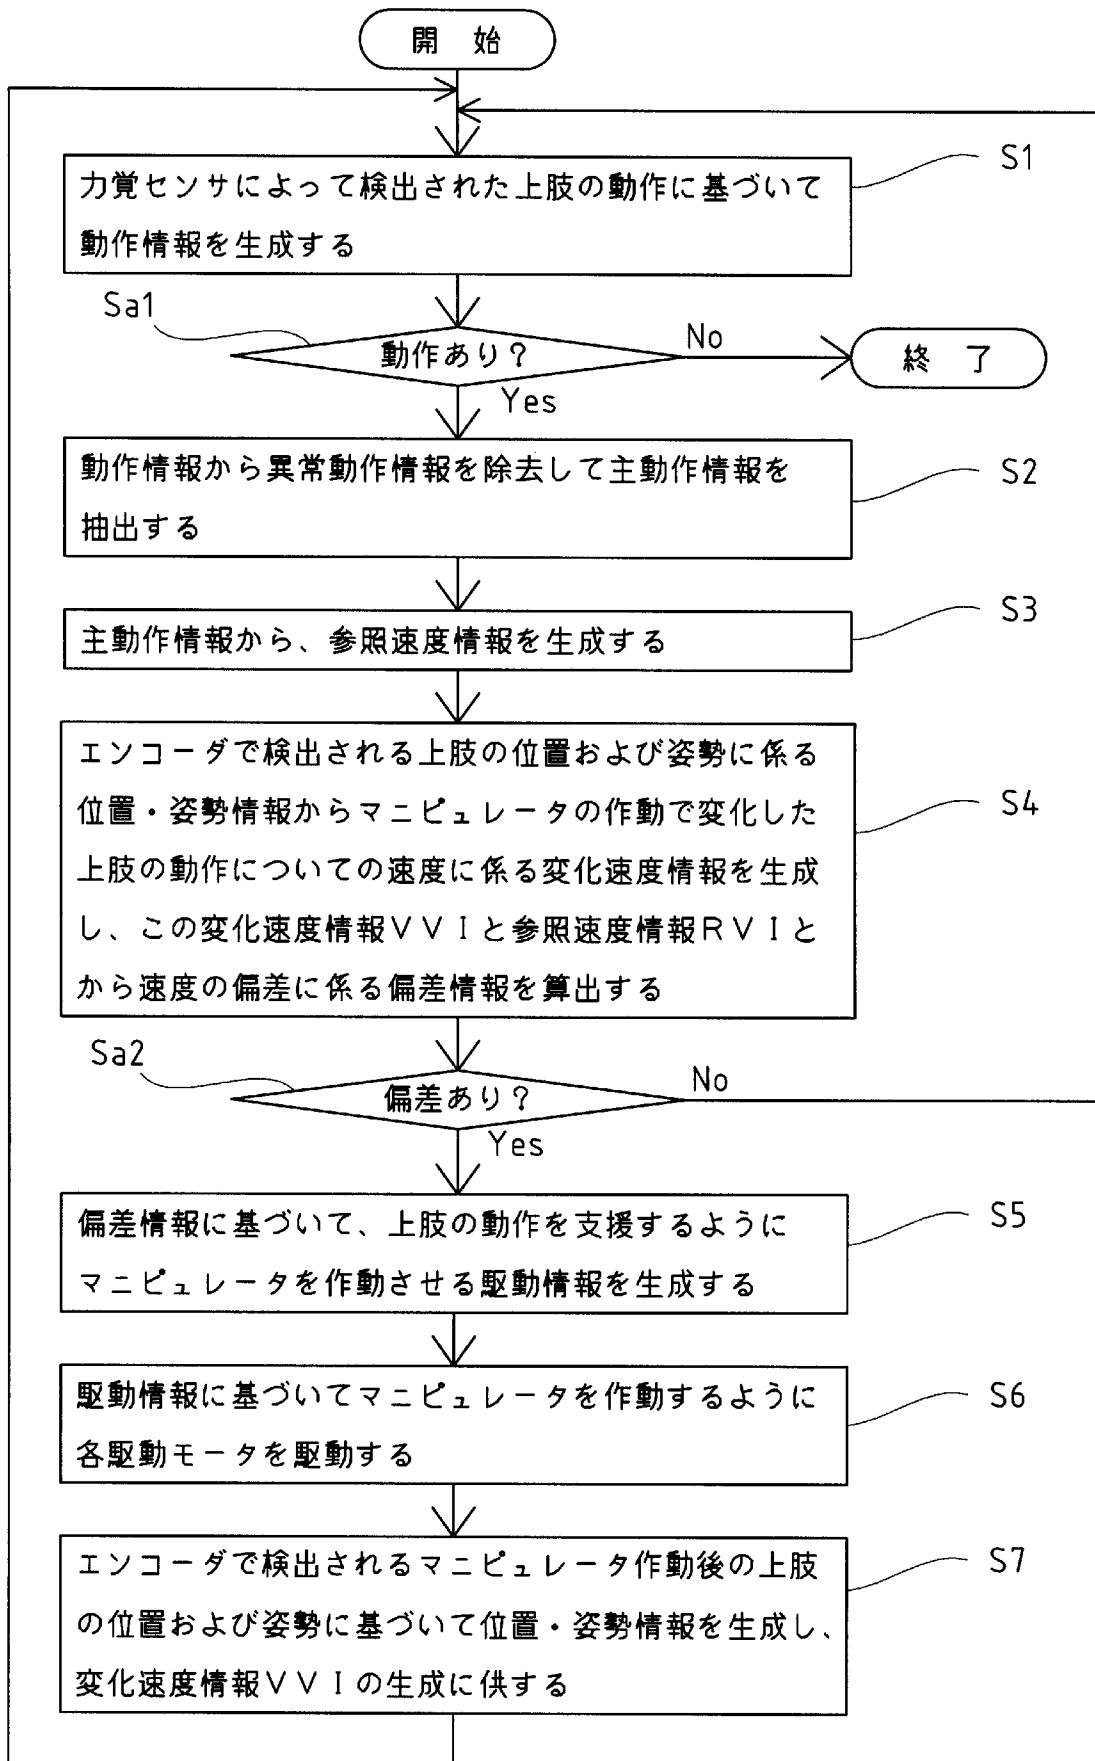 開 始
S1
力覚センサによって検出された上肢の動作に基づいて
動作情報を生成する
Sa1
動作あり？
No
終 了
Yes
S2
動作情報から異常動作情報を除去して主動作情報を
抽出する
S3
主動作情報から、参照速度情報を生成する
S4
エンコーダで検出される上肢の位置および姿勢に係る
位置・姿勢情報からマニピュレータの作動で変化した
上肢の動作についての速度に係る変化速度情報を生成
し、この変化速度情報ＶＶＩと参照速度情報ＲＶＩと
から速度の偏差に係る偏差情報を算出する
Sa2
偏差あり？
No
Yes
S5
偏差情報に基づいて、上肢の動作を支援するように
マニピュレータを作動させる駆動情報を生成する
S6
駆動情報に基づいてマニピュレータを作動するように
各駆動モータを駆動する
S7
エンコーダで検出されるマニピュレータ作動後の上肢
の位置および姿勢に基づいて位置・姿勢情報を生成し、
変化速度情報ＶＶＩの生成に供する